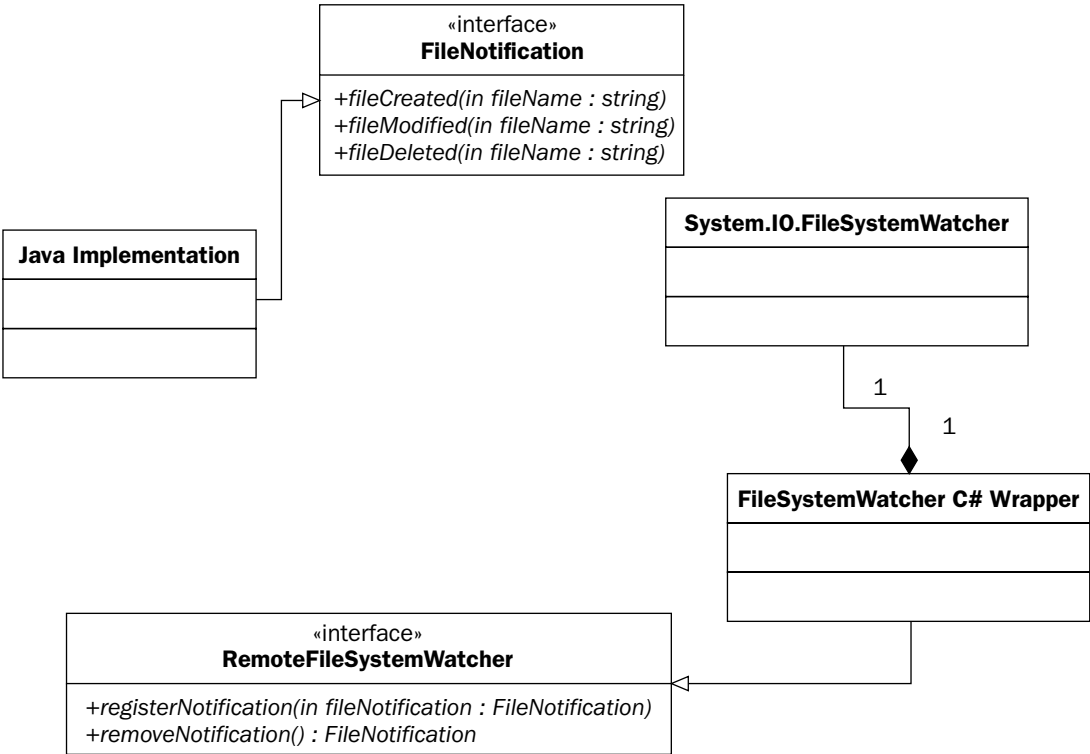 «interface»
FileNotification
+fileCreated(in fileName : string)
+fileModified(in fileName : string)
+fileDeleted(in fileName : string)
Java Implementation
System.IO.FileSystemWatcher
1
1
FileSystemWatcher C# Wrapper
«interface»
RemoteFileSystemWatcher
+registerNotification(in fileNotification : FileNotification)
+removeNotification() : FileNotification